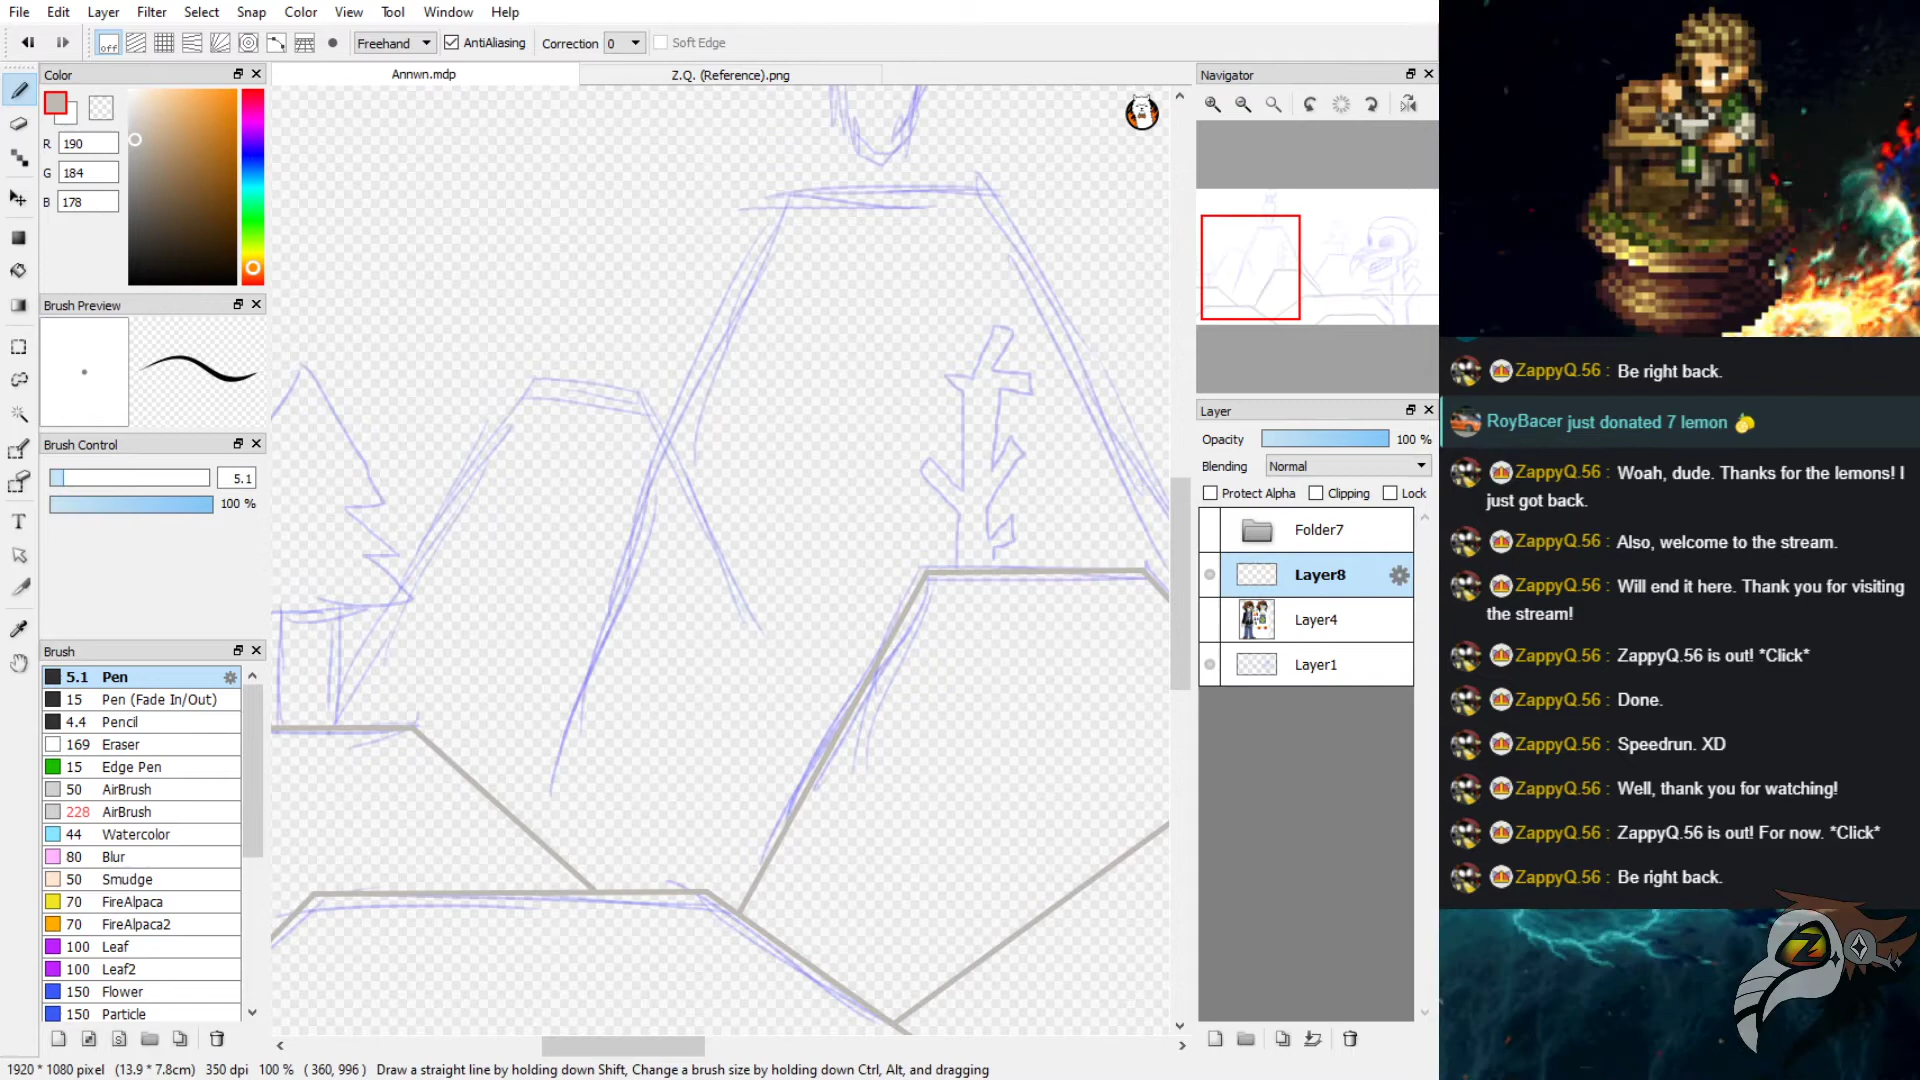 File Edit Layer Filter Select Snap Color View Tool Window Help
off Freehand AntiAliasing Correction 0 Soft Edge
Color
R 190
G 184
B 178
Brush Preview
Brush Control
5.1
100 %
Brush
5.1 Pen
15 Pen (Fade In/Out)
4.4 Pencil
169 Eraser
15 Edge Pen
50 AirBrush
228 AirBrush
44 Watercolor
80 Blur
50 Smudge
70 FireAlpaca
70 FireAlpaca2
100 Leaf
100 Leaf2
150 Flower
150 Particle
Annwn.mdp
Z.Q. (Reference).png
Navigator
Layer
Opacity 100 %
Blending Normal
Protect Alpha Clipping Lock
Folder7
Layer8
Layer4
Layer1
1920 * 1080 pixel (13.9 * 7.8cm) 350 dpi 100 % ( 360, 996 ) Draw a straight line by holding down Shift, Change a brush size by holding down Ctrl, Alt, and dragging
ZappyQ.56 : Be right back.
RoyBacer just donated 7 lemon
ZappyQ.56 : Woah, dude. Thanks for the lemons! I
just got back.
ZappyQ.56 : Also, welcome to the stream.
ZappyQ.56 : Will end it here. Thank you for visiting
the stream!
ZappyQ.56 : ZappyQ.56 is out! *Click*
ZappyQ.56 : Done.
ZappyQ.56 : Speedrun. XD
ZappyQ.56 : Well, thank you for watching!
ZappyQ.56 : ZappyQ.56 is out! For now. *Click*
ZappyQ.56 : Be right back.
Z